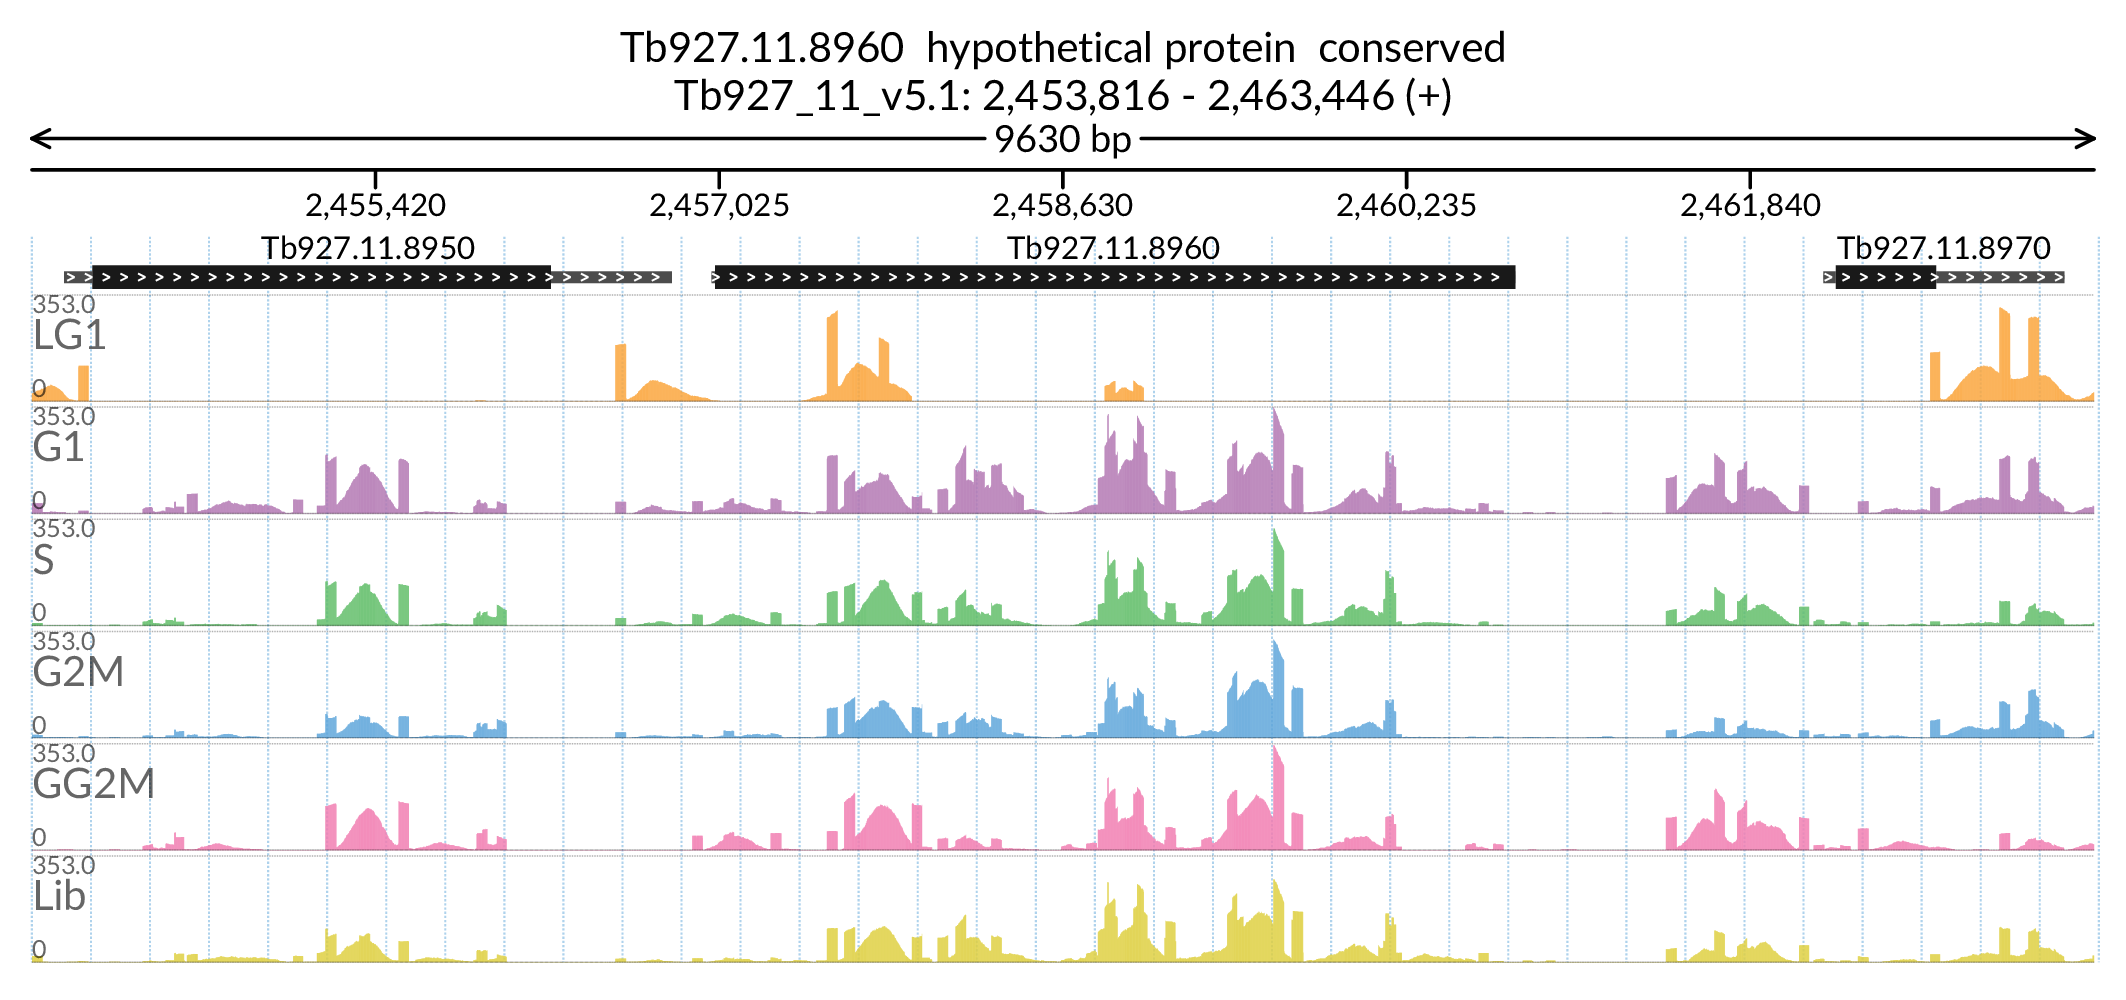 Tb927.11.8960 hypothetical protein conserved
Tb927_11_v5.1: 2,453,816 - 2,463,446 (+)
9630 bp
2,455,420 2,457,025 2,458,630 2,460,235 2,461,840
Tb927.11.8950 Tb927.11.8960 Tb927.11.8970
353.0
LG1
0
353.0
G1
0
353.0
S
0
353.0
G2M
0
353.0
GG2M
0
353.0
Lib
0